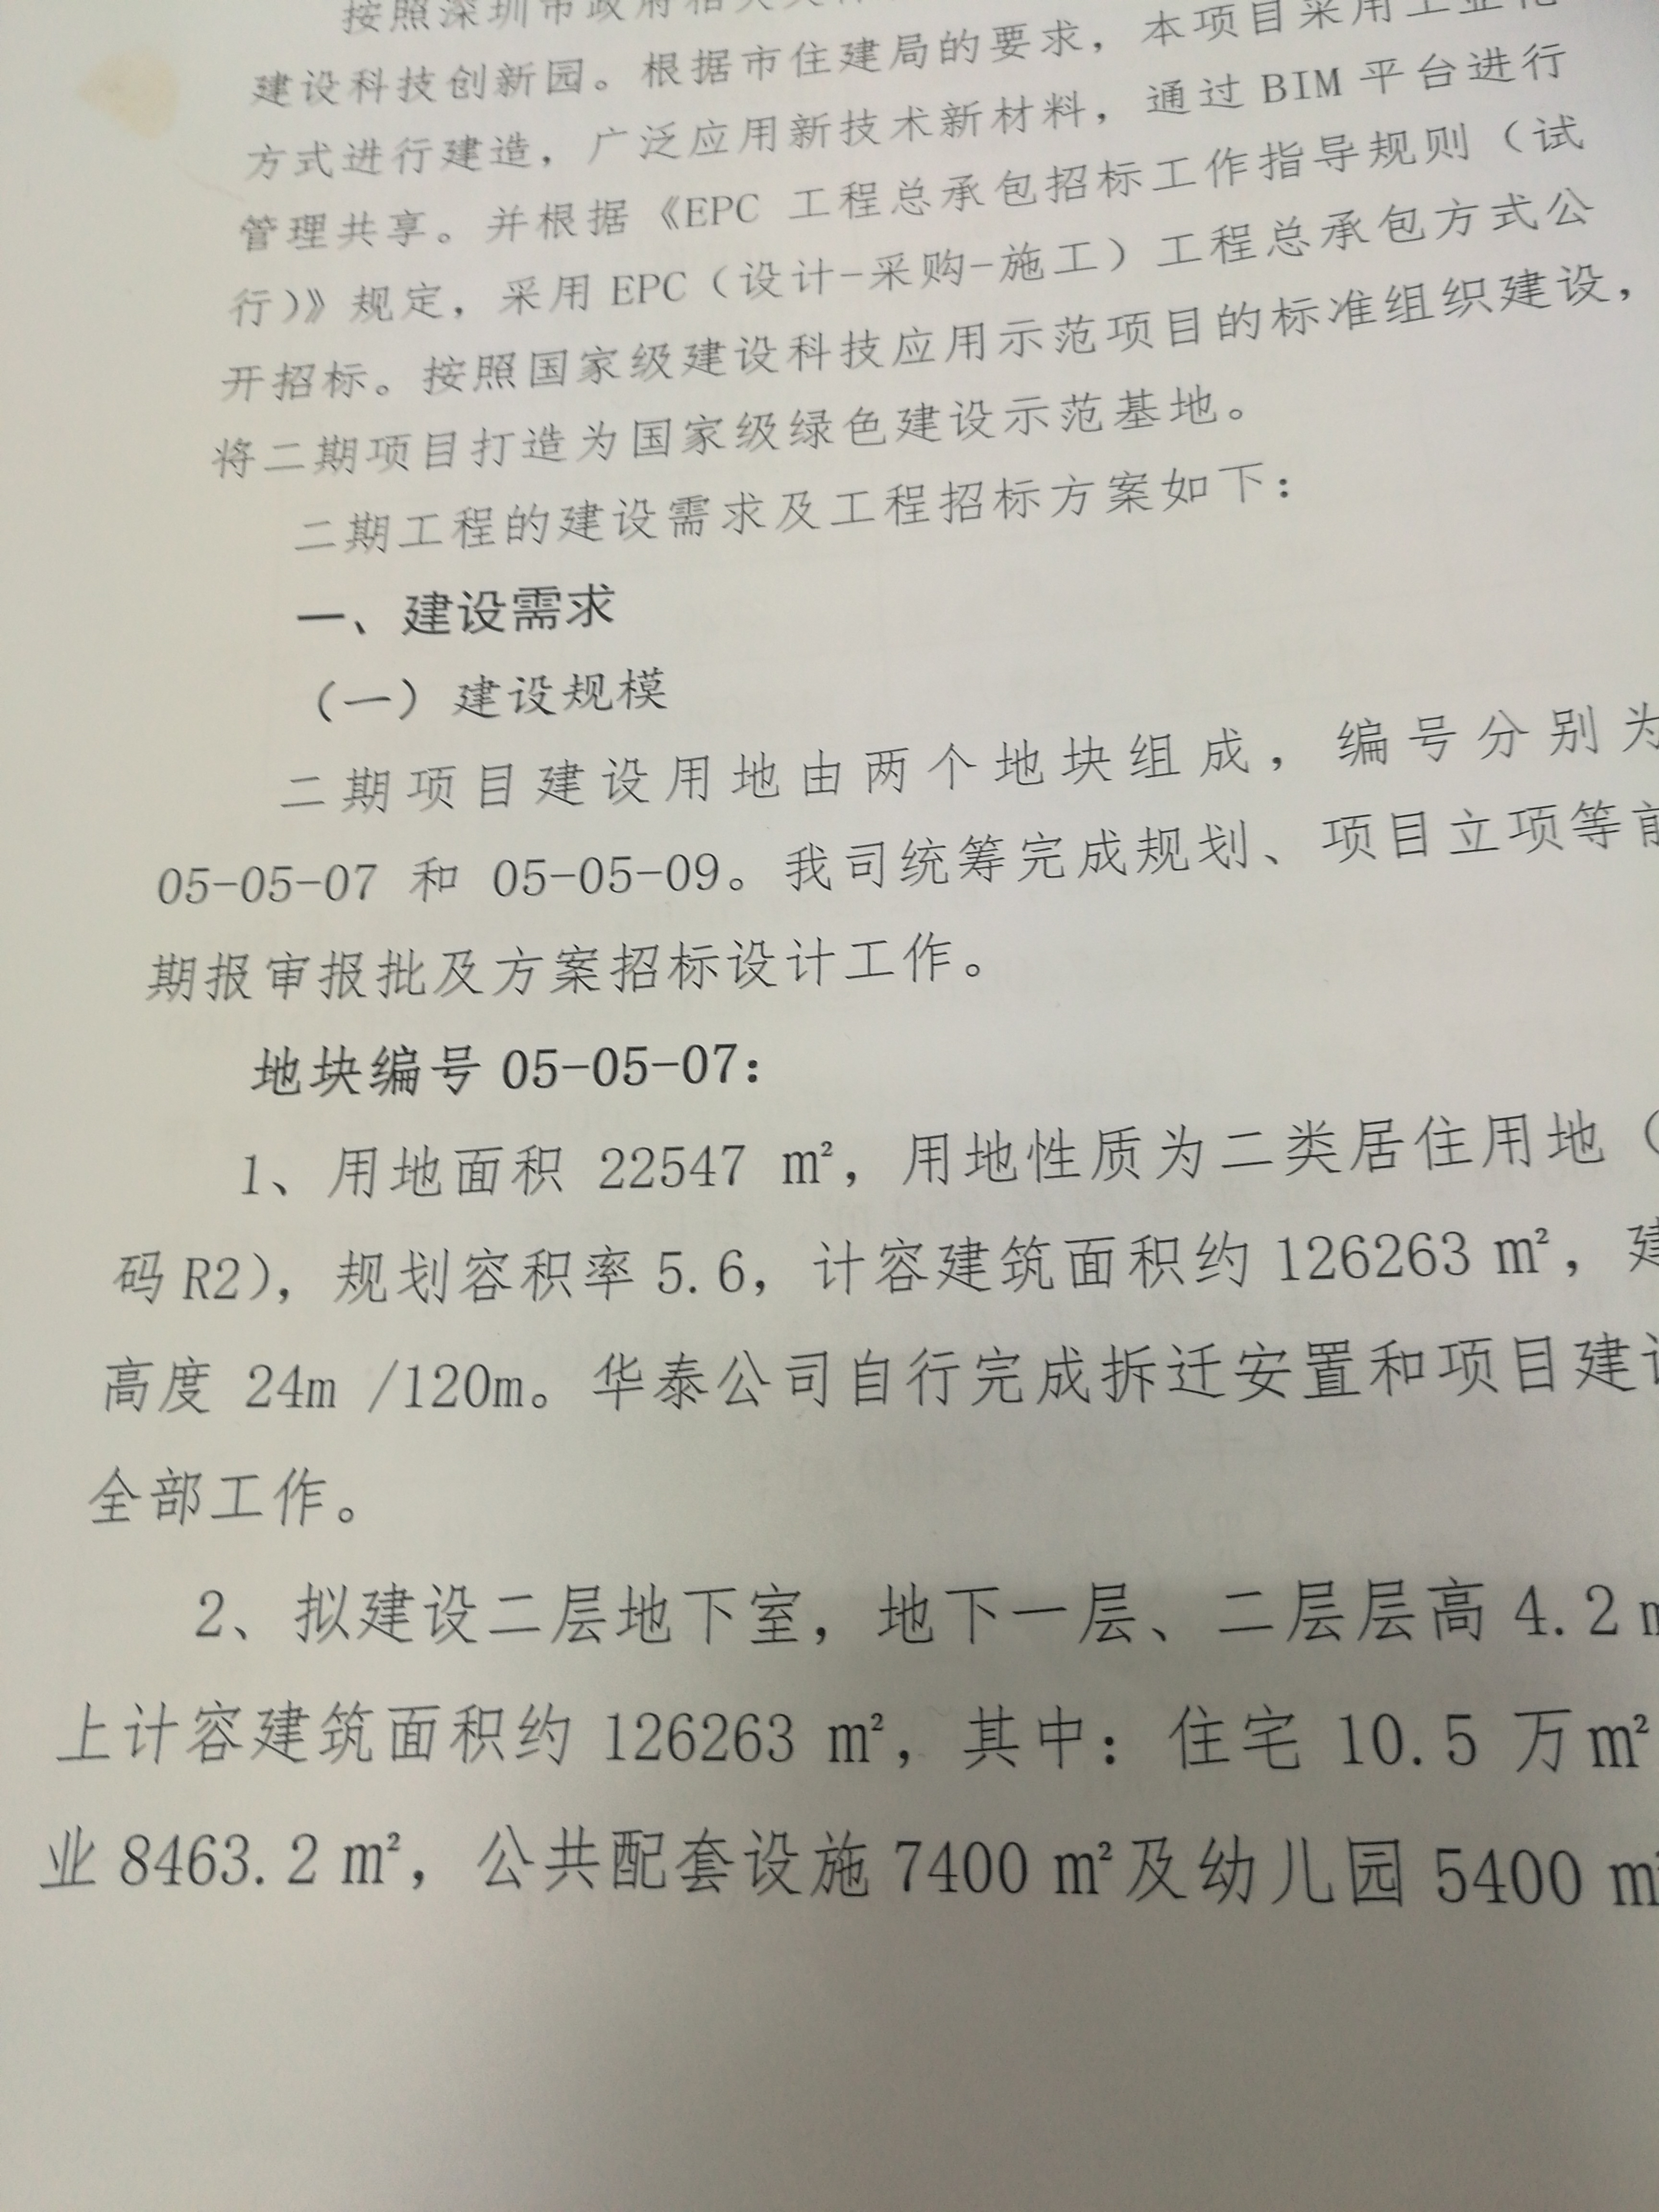 按照深圳市政府相关文件
建设科技创新园。根据市住建局的要求，本项目采用工业化
方式进行建造，广泛应用新技术新材料，通过BIM平台进行
管理共享。并根据《EPC 工程总承包招标工作指导规则（试
行)》规定，采用EPC（设计-采购-施工）工程总承包方式公
开招标。按照国家级建设科技应用示范项目的标准组织建设，
将二期项目打造为国家级绿色建设示范基地。
二期工程的建设需求及工程招标方案如下：
一、建设需求
（一）建设规模
二期项目建设用地由两个地块组成，编号分别为
05-05-07 和 05-05-09。我司统筹完成规划、项目立项等前
期报审报批及方案招标设计工作。
地块编号 05-05-07：
1、用地面积 22547 ㎡，用地性质为二类居住用地（
码R2)，规划容积率 5.6，计容建筑面积约 126263 ㎡，建
高度 24m /120m。华泰公司自行完成拆迁安置和项目建设
全部工作。
2、拟建设二层地下室，地下一层、二层层高 4.2 m
上计容建筑面积约 126263 ㎡，其中：住宅 10.5 万㎡
业 8463.2 ㎡，公共配套设施 7400 ㎡及幼儿园 5400 ㎡